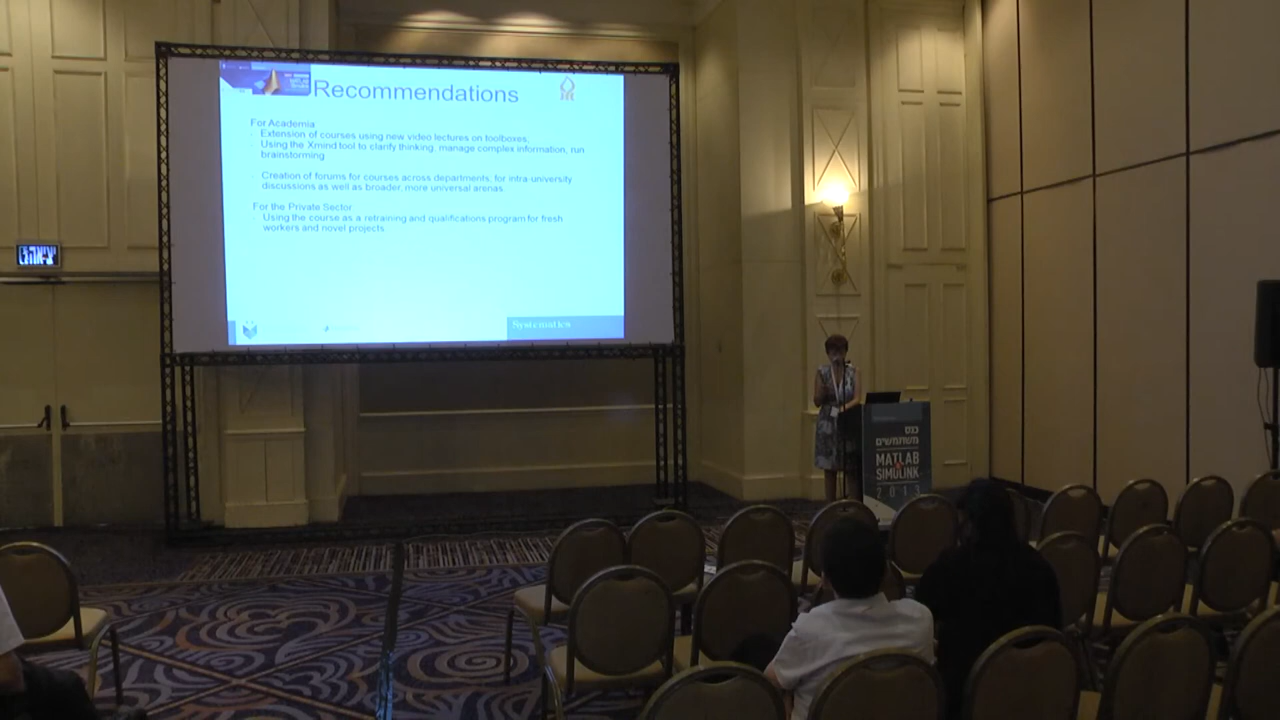 Recommendations
For Academia
- Extension of courses using new video lectures on toolboxes.
- Using the Xmind tool to clarify thinking, manage complex information, run
brainstorming
- Creation of forums for courses across departments, for intra-university
discussions as well as broader, more universal arenas.
For the Private Sector
- Using the course as a retraining and qualifications program for fresh
workers and novel projects
Systematics
יציאה
כנס
משתמשים
MATLAB
&
SIMULINK
2013